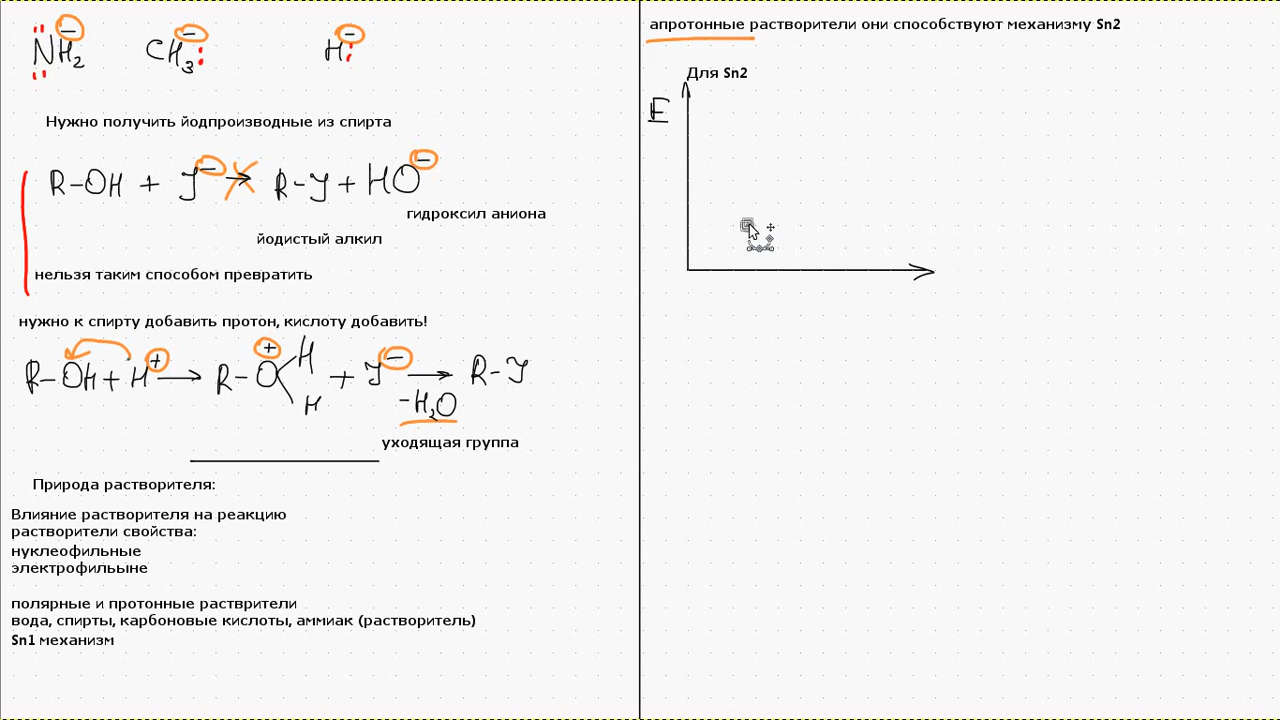 NH2⁻ CH3⁻ H⁻
Нужно получить йодпроизводные из спирта
R-OH + J⁻ → R-J + HO⁻
гидроксил аниона
йодистый алкил
нельзя таким способом превратить
нужно к спирту добавить протон, кислоту добавить!
R-OH + H⁺ → R-O⁺ H H + J⁻ → R-J
-H2O
уходящая группа
Природа растворителя:
Влияние растворителя на реакцию
растворители свойства:
нуклеофильные
электрофильыне
полярные и протонные раствρители
вода, спирты, карбоновые кислоты, аммиак (растворитель)
Sn1 механизм
апротонные растворители они способствуют механизму Sn2
Для Sn2
E